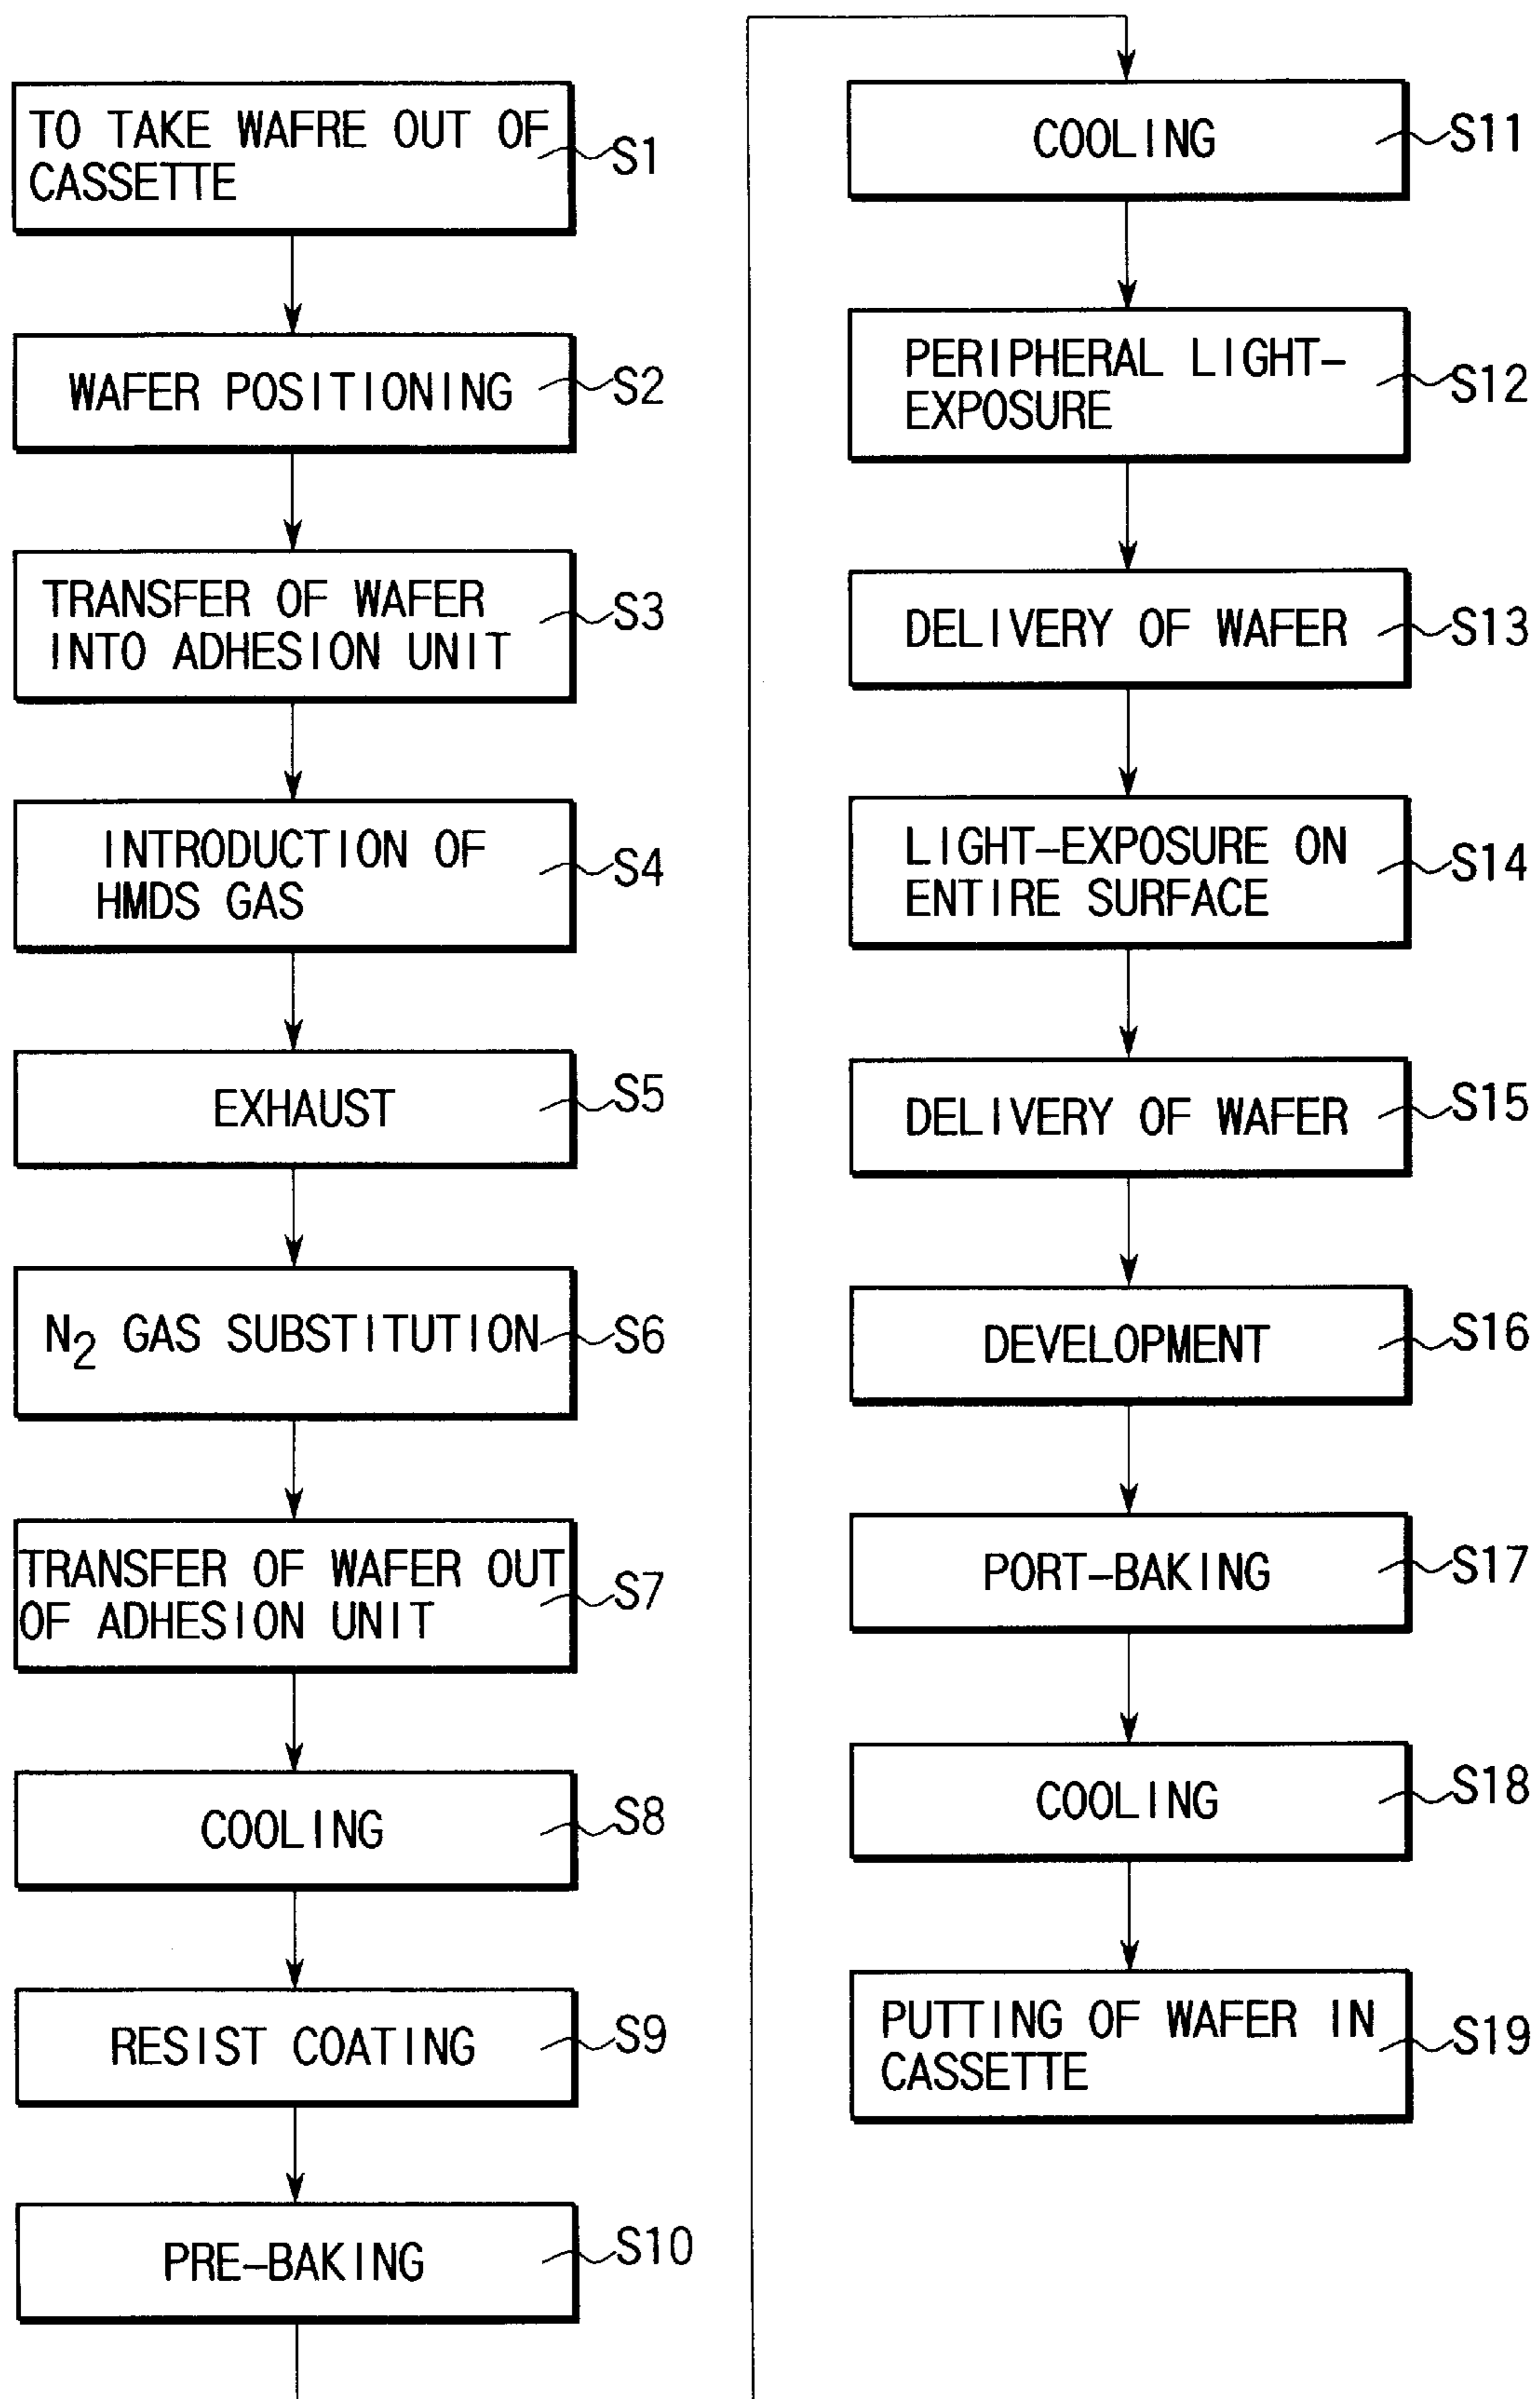 TO TAKE WAFRE OUT OF
CASSETTE
S1
WAFER POSITIONING
S2
TRANSFER OF WAFER
INTO ADHESION UNIT
S3
INTRODUCTION OF
HMDS GAS
S4
EXHAUST
S5
N2 GAS SUBSTITUTION
S6
TRANSFER OF WAFER OUT
OF ADHESION UNIT
S7
COOLING
S8
RESIST COATING
S9
PRE-BAKING
S10
COOLING
S11
PERIPHERAL LIGHT-
EXPOSURE
S12
DELIVERY OF WAFER
S13
LIGHT-EXPOSURE ON
ENTIRE SURFACE
S14
DELIVERY OF WAFER
S15
DEVELOPMENT
S16
PORT-BAKING
S17
COOLING
S18
PUTTING OF WAFER IN
CASSETTE
S19